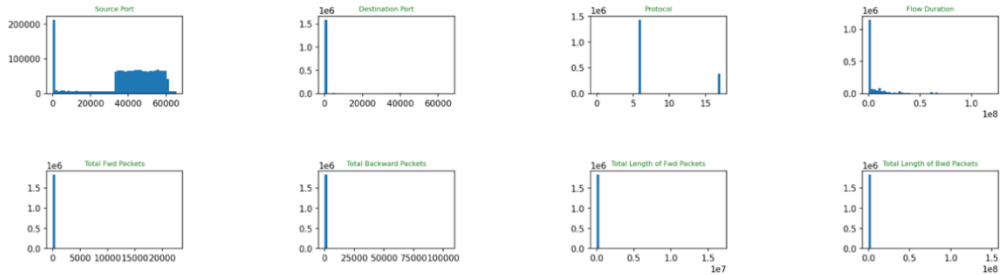 Source Port
200000
100000
0
0 20000 40000 60000
Destination Port
1e6
1.5
1.0
0.5
0.0
0 20000 40000 60000
Protocol
1e6
1.5
1.0
0.5
0.0
0 5 10 15
Flow Duration
1e6
1.0
0.5
0.0
0.0 0.5 1.0
1e8
Total Fwd Packets
1e6
1.5
1.0
0.5
0.0
0 5000 10000 15000 20000
Total Backward Packets
1e6
1.5
1.0
0.5
0.0
0 25000 50000 75000 100000
Total Length of Fwd Packets
1e6
1.5
1.0
0.5
0.0
0.0 0.5 1.0 1.5
1e7
Total Length of Bwd Packets
1e6
1.5
1.0
0.5
0.0
0.0 0.5 1.0 1.5
1e8